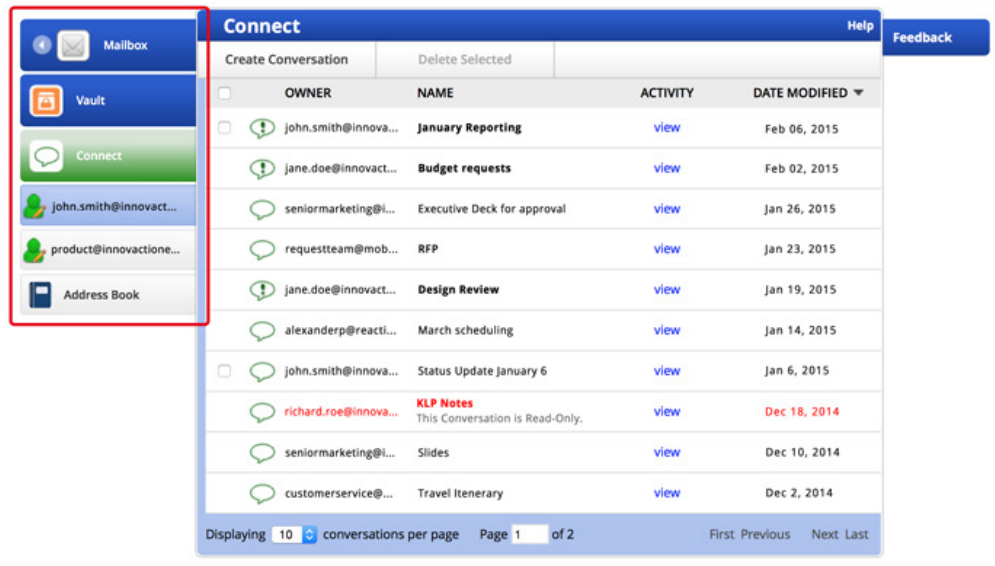 Mailbox
Vault
Connect
john.smith@innovact...
product@innovactione...
Address Book
Connect Help
Feedback
Create Conversation Delete Selected
OWNER NAME ACTIVITY DATE MODIFIED
john.smith@innova... January Reporting view Feb 06, 2015
jane.doe@innovact... Budget requests view Feb 02, 2015
seniormarketing@i... Executive Deck for approval view Jan 26, 2015
requestteam@mob... RFP view Jan 23, 2015
jane.doe@innovact... Design Review view Jan 19, 2015
alexanderp@reacti... March scheduling view Jan 14, 2015
john.smith@innova... Status Update January 6 view Jan 6, 2015
richard.roe@innova... KLP Notes view Dec 18, 2014
This Conversation is Read-Only.
seniormarketing@i... Slides view Dec 10, 2014
customerservice@... Travel Itenerary view Dec 2, 2014
Displaying 10 conversations per page Page 1 of 2 First Previous Next Last